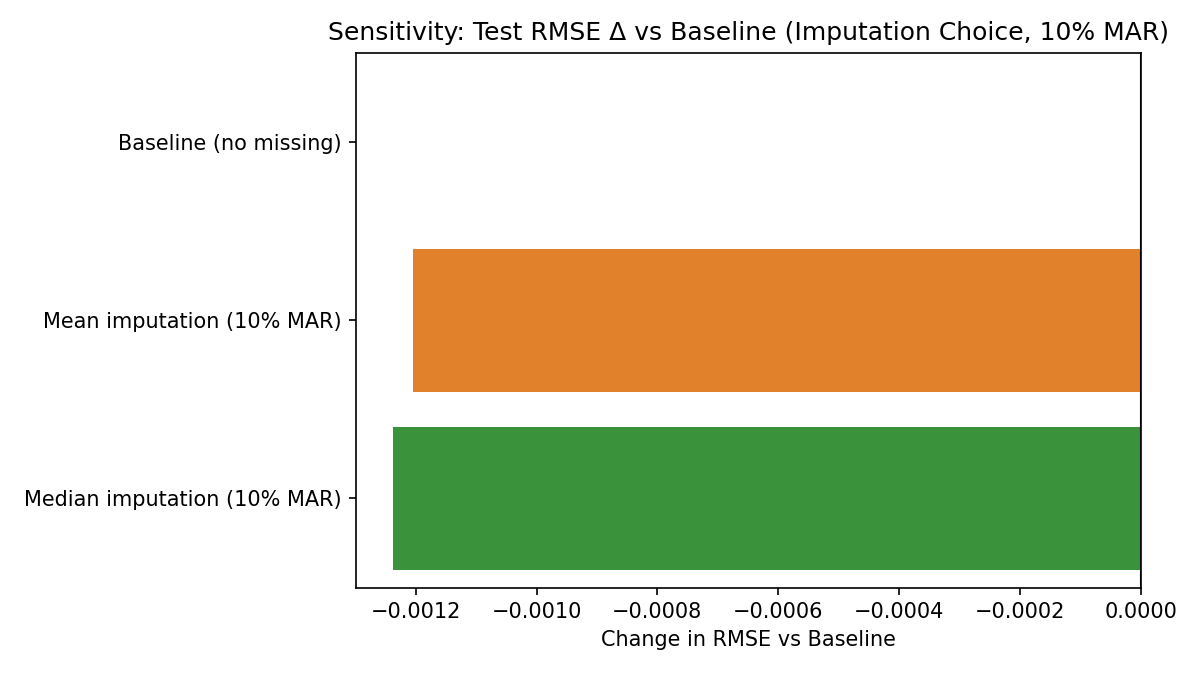 Sensitivity: Test RMSE Δ vs Baseline (Imputation Choice, 10% MAR)
Baseline (no missing)
Mean imputation (10% MAR)
Median imputation (10% MAR)
−0.0012 −0.0010 −0.0008 −0.0006 −0.0004 −0.0002 0.0000
Change in RMSE vs Baseline